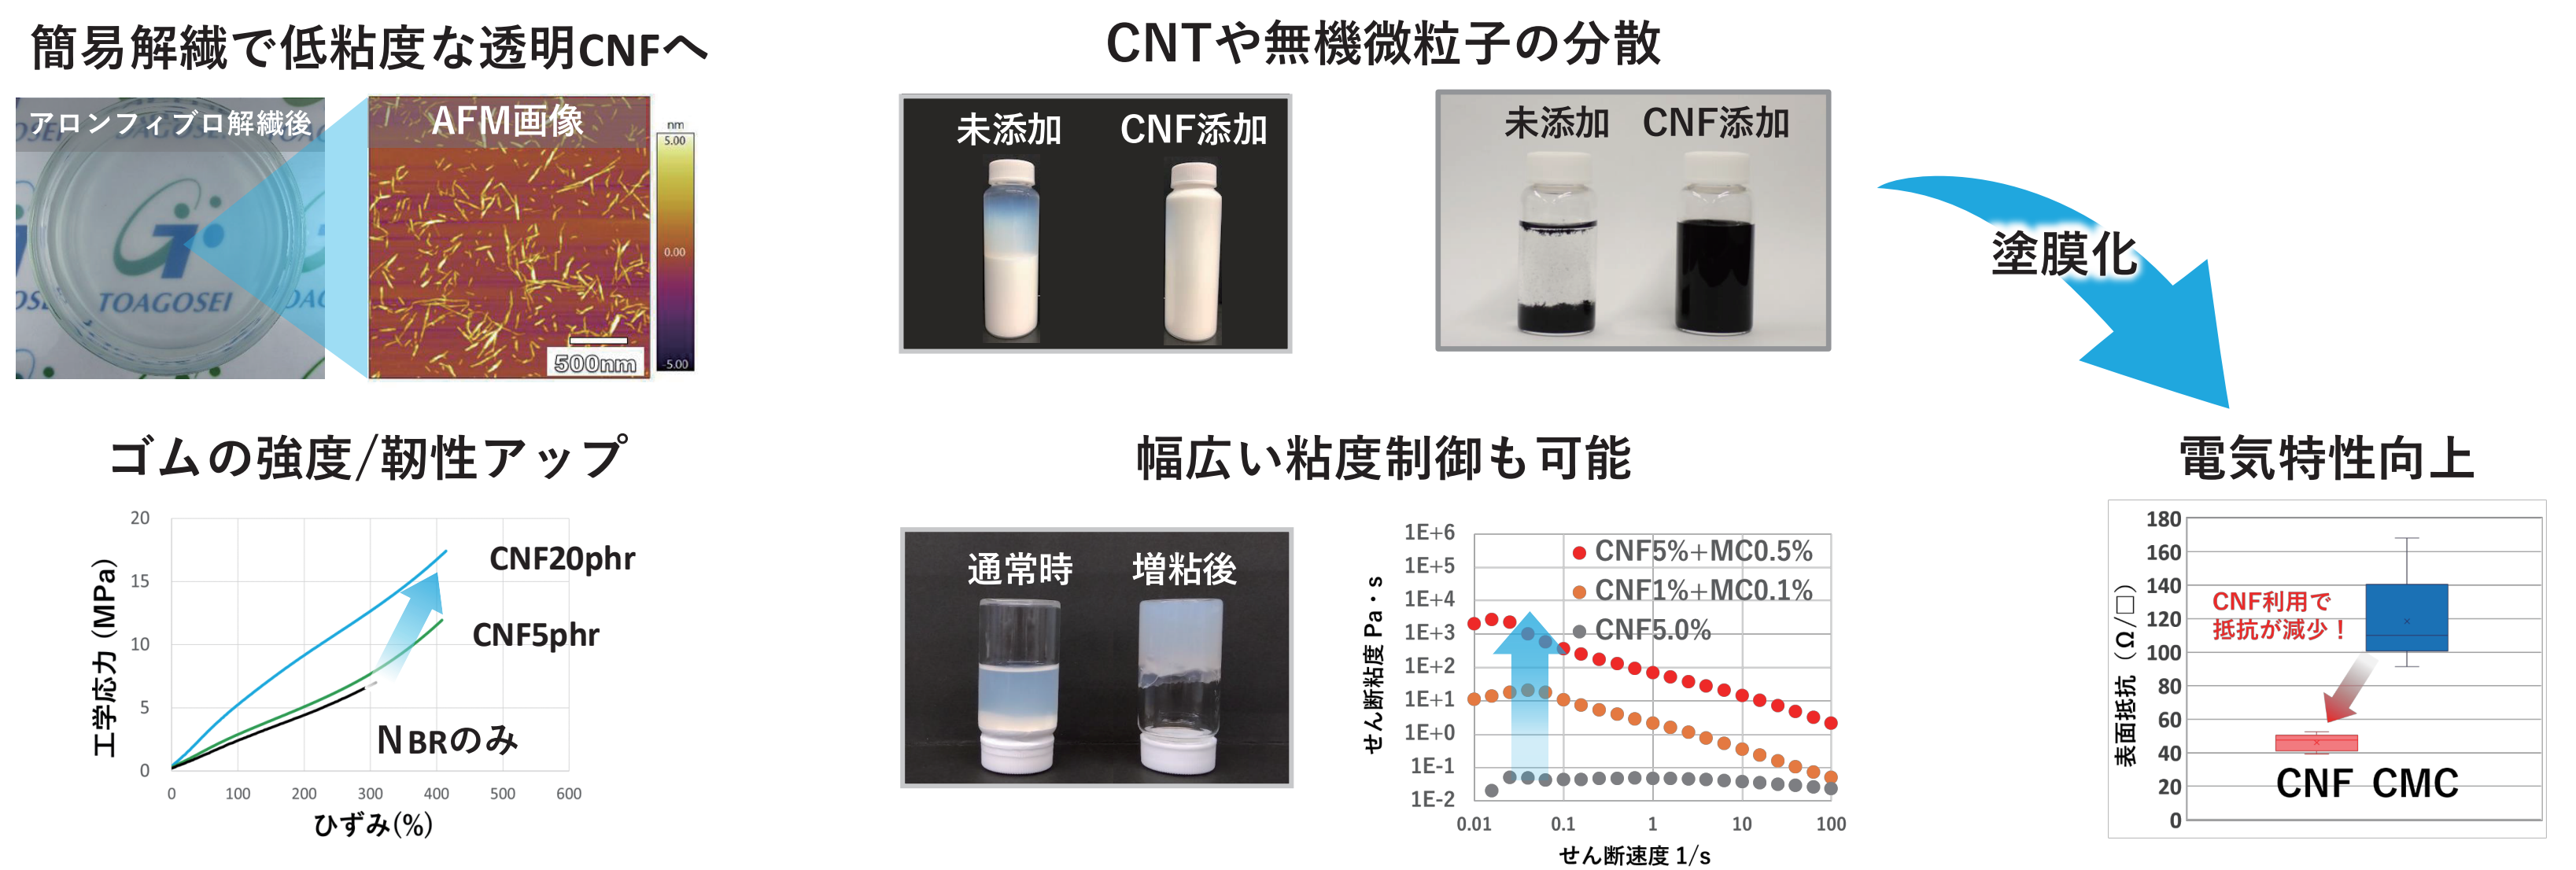 簡易解繊で低粘度な透明CNFへ
アロンフィブロ解繊後
TOAGOSEI
AFM画像
500nm
nm
5.00
0.00
-5.00
CNTや無機微粒子の分散
未添加 CNF添加
未添加 CNF添加
塗膜化
ゴムの強度/靭性アップ
工学応力 (MPa)
20
15
10
5
0
0 100 200 300 400 500 600
ひずみ(%)
CNF20phr
CNF5phr
NBRのみ
幅広い粘度制御も可能
通常時 増粘後
せん断粘度 Pa・s
1E+6
1E+5
1E+4
1E+3
1E+2
1E+1
1E+0
1E-1
1E-2
0.01 0.1 1 10 100
せん断速度 1/s
CNF5%+MC0.5%
CNF1%+MC0.1%
CNF5.0%
電気特性向上
表面抵抗 (Ω/□)
180
160
140
120
100
80
60
40
20
0
CNF利用で
抵抗が減少！
CNF CMC